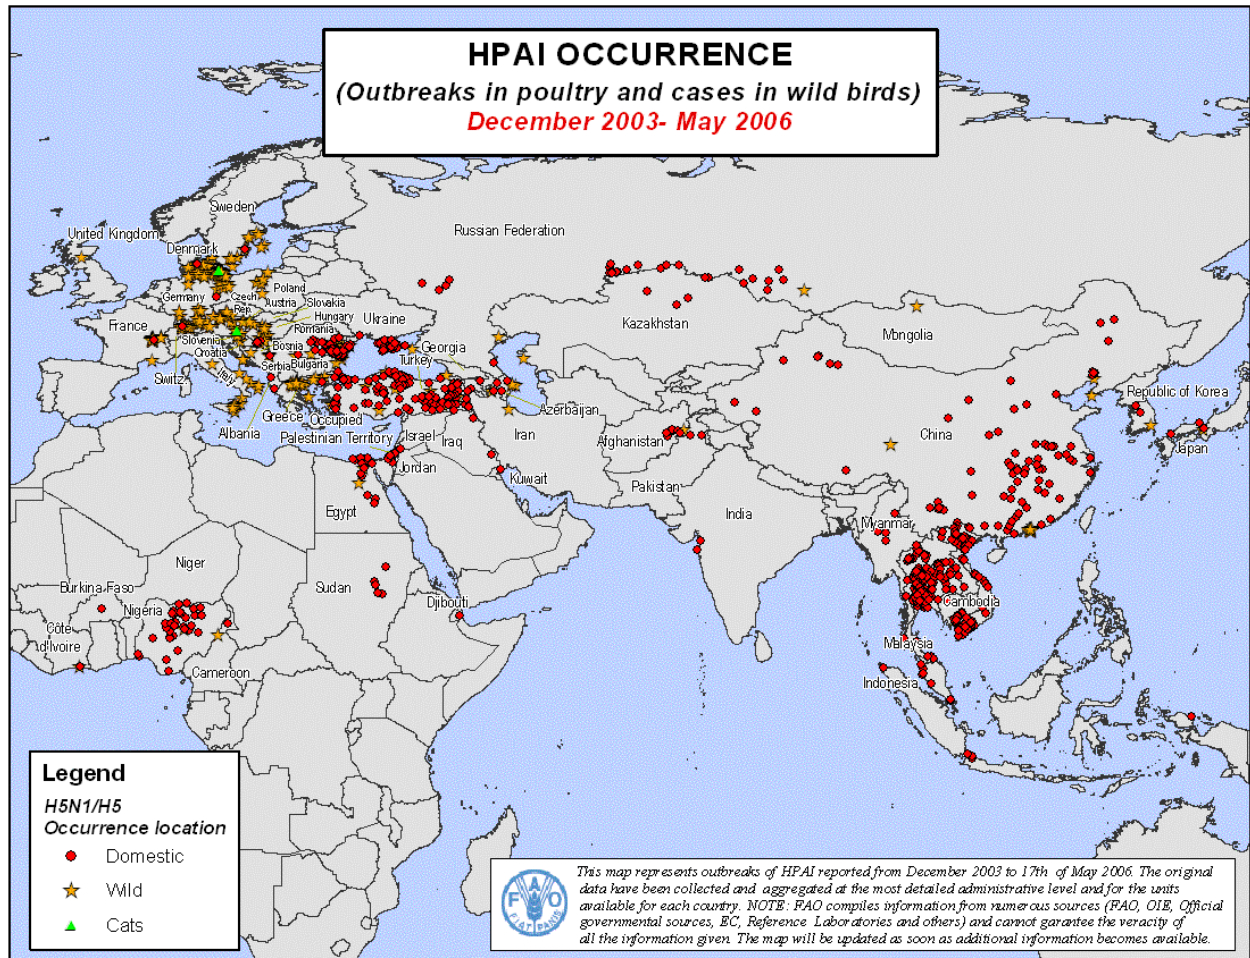 HPAI OCCURRENCE
(Outbreaks in poultry and cases in wild birds)
December 2003- May 2006
Sweden
United Kingdom
Denmark
Russian Federation
Poland
Germany
Czech
Rep.
Austria
Slovakia
Hungary
France
Romania
Ukraine
Kazakhstan
Mongolia
Slovenia
Bosnia
Croatia
Serbia
Bulgaria
Georgia
Turkey
Switz.
Italy
Republic of Korea
Azerbaijan
Greece
Occupied
Palestinian Territory
Albania
Israel
Iraq
Iran
Afghanistan
China
Japan
Jordan
Kuwait
Pakistan
Egypt
India
Myanmar
Niger
Burkina Faso
Sudan
Nigeria
Djibouti
Cambodia
Côte
d'Ivoire
Malaysia
Cameroon
Indonesia
Legend
H5N1/H5
Occurrence location
Domestic
Wild
Cats
F A O
FIAT PANIS
This map represents outbreaks of HPAI reported from December 2003 to 17th of May 2006. The original
data have been collected and aggregated at the most detailed administrative level and for the units
available for each country. NOTE: FAO compiles information from numerous sources (FAO, OIE, Official
governmental sources, EC, Reference Laboratories and others) and cannot garantee the veracity of
all the information given. The map will be updated as soon as additional information becomes available.